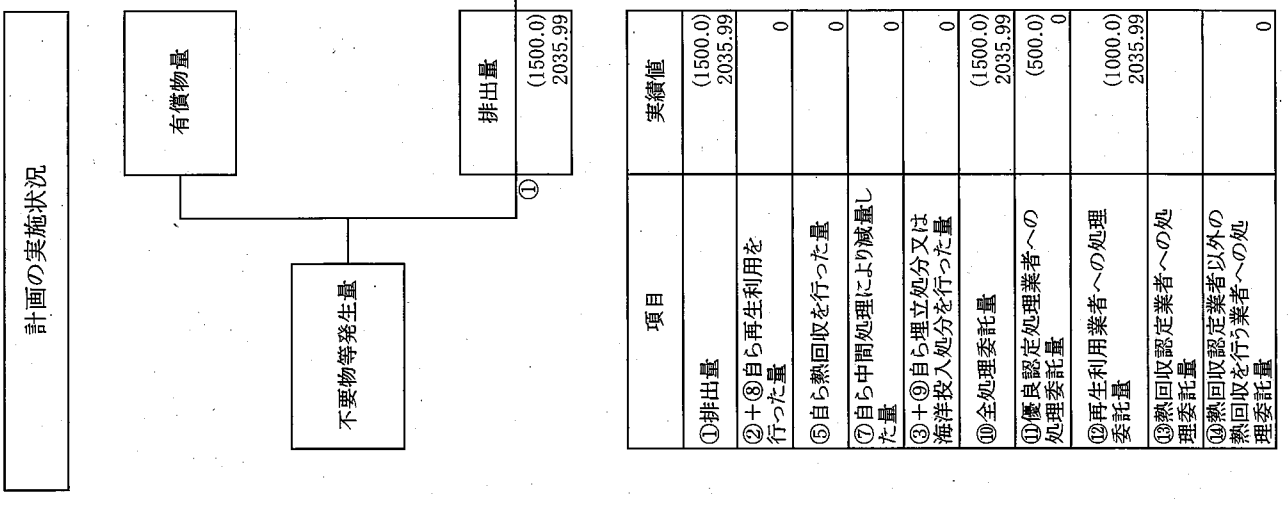 計画の実施状況
有償物量
不要物等発生量
①
排出量
(1500.0)
2035.99
項目
実績値
①排出量
(1500.0)
2035.99
②+⑧自ら再生利用を
行った量
0
⑤自ら熱回収を行った量
0
⑦自ら中間処理により減量し
た量
0
③+⑨自ら埋立処分又は
海洋投入処分を行った量
0
⑩全処理委託量
(1500.0)
2035.99
⑪優良認定処理業者への
処理委託量
(500.0)
0
⑫再生利用業者への処理
委託量
(1000.0)
2035.99
⑬熱回収認定業者への処
理委託量
⑭熱回収認定業者以外の
熱回収を行う業者への処
理委託量
0